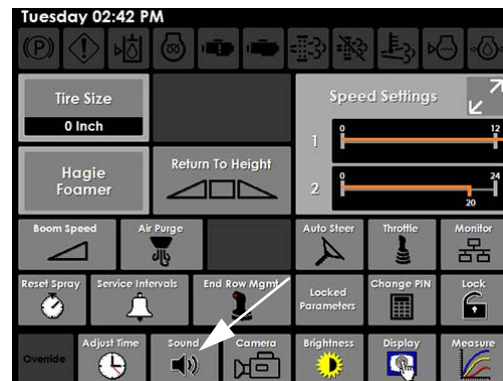 Tuesday 02:42 PM
Tire Size
0 Inch
Speed Settings
1
0
12
Hagie
Foamer
Return To Height
2
0
24
20
Boom Speed
Air Purge
Auto Steer
Throttle
Monitor
Reset Spray
Service Intervals
End Row Mgmt
Locked
Parameters
Change PIN
Lock
Override
Adjust Time
Sound
Camera
Brightness
Display
Measure